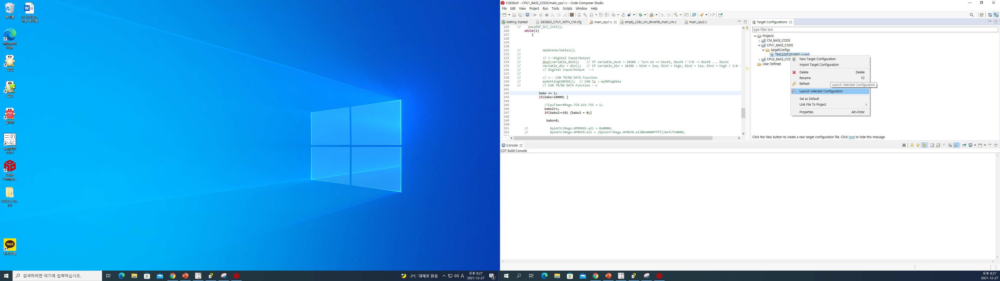 휴지통
21.12.23_E...
자문 회의록
Microsoft
Edge
알집
알약
알PDF
easyDSP
v10.1
Code
Compos...
CCS11.1.0...
(1)
TALK
카카오톡
검색하려면 여기에 입력하십시오.
-3°C 대체로 맑음
A
오후 8:27
2021-12-27
2
F2838xD - CPU1_BASE_CODE/main_cpu1.c - Code Composer Studio
File Edit View Project Run Tools Scripts Window Help
Getting Started 28388D_CPU1_WITH_CM.cfg main_cpu1.c empty_c28x_cm_driverlib_main_cm.c main_cpu2.c
225 // easyDSP_SCI_Init();
226 while(1)
227 {
228
229
230
231 // UpdateVariables();
232 //
233 // // <--Digital Input/Output
234 // dout(variable_dout); // If variable_dout = 1010b : Turn on => Dout2, Dout4 / 7:0 -> Dout8 ... Dout1
235 // variable_din = din(); // If variable_din = 1010b : Din4 = low, Din3 = high, Din2 = low, Din1 = high / 3:0 -
236 // // Digital Input/Output -->
237 //
238 // // <-- CAN TR/RX DATA Function
239 // myGettingCANMSG(); // CAN Tx : myRXMsgData
240 // // CAN TR/RX DATA Function -->
241
242 babo += 1;
243 if(babo>10000) {
244
245 //CpuTimer0Regs.TCR.bit.TSS = 1;
246 babo2++;
247 if(babo2>=10) {babo2 = 0;}
248
249 babo=0;
250
251 // GpioCtrlRegs.GPBMUX1.all = 0x0000;
252 // GpioCtrlRegs.GPBDIR.all = (GpioCtrlRegs.GPBDIR.all&0x0000ffff)|0xfcfc0000;
Target Configurations
type filter text
Projects
CM_BASE_CODE
CPU1_BASE_CODE
targetConfigs
TMS320F28388D.ccxml
CPU2_BASE_COD
User Defined
New Target Configuration
Import Target Configuration
Delete Delete
Rename F2
Refresh
Launch Selected Configuration
Launch Selected Configuration
Set as Default
Link File To Project
Properties Alt+Enter
Click the New button to create a new target configuration file. Click here to hide this message.
Console
CDT Build Console
오후 8:27
2021-12-27